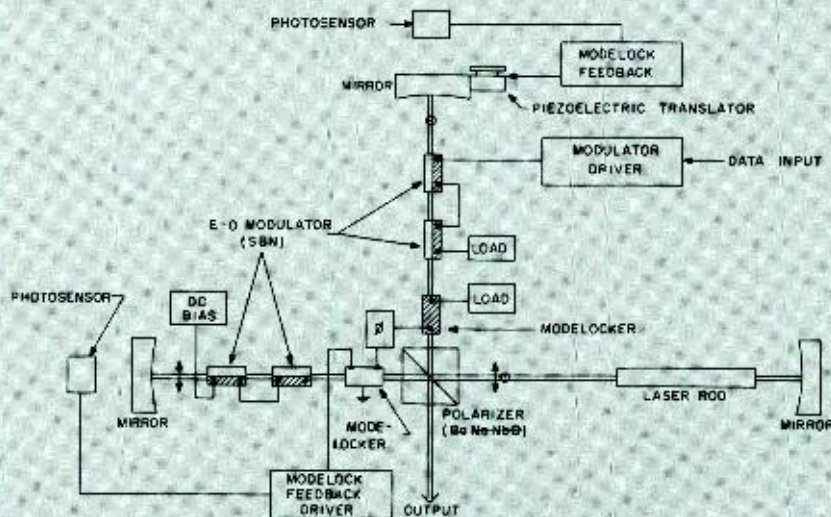 PHOTOSENSOR
MODELOCK
FEEDBACK
MIRROR
PIEZOELECTRIC TRANSLATOR
MODULATOR
DRIVER
DATA INPUT
E-O MODULATOR
(SBN)
LOAD
PHOTOSENSOR
DC
BIAS
LOAD
Ø
MODELOCKER
MIRROR
MODE-
LOCKER
POLARIZER
(Ba Na NbO)
LASER ROD
MIRROR
MODELOCK
FEEDBACK
DRIVER
OUTPUT